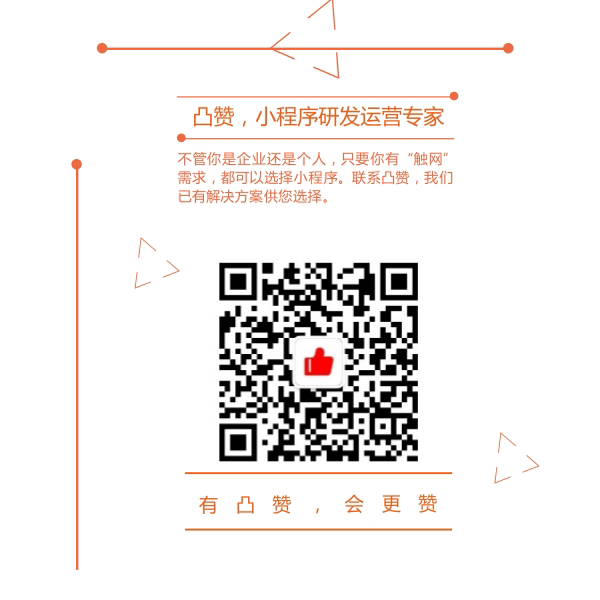 凸赞，小程序研发运营专家
不管你是企业还是个人，只要你有“触网”
需求，都可以选择小程序。联系凸赞，我们
已有解决方案供您选择。
有凸赞，会更赞